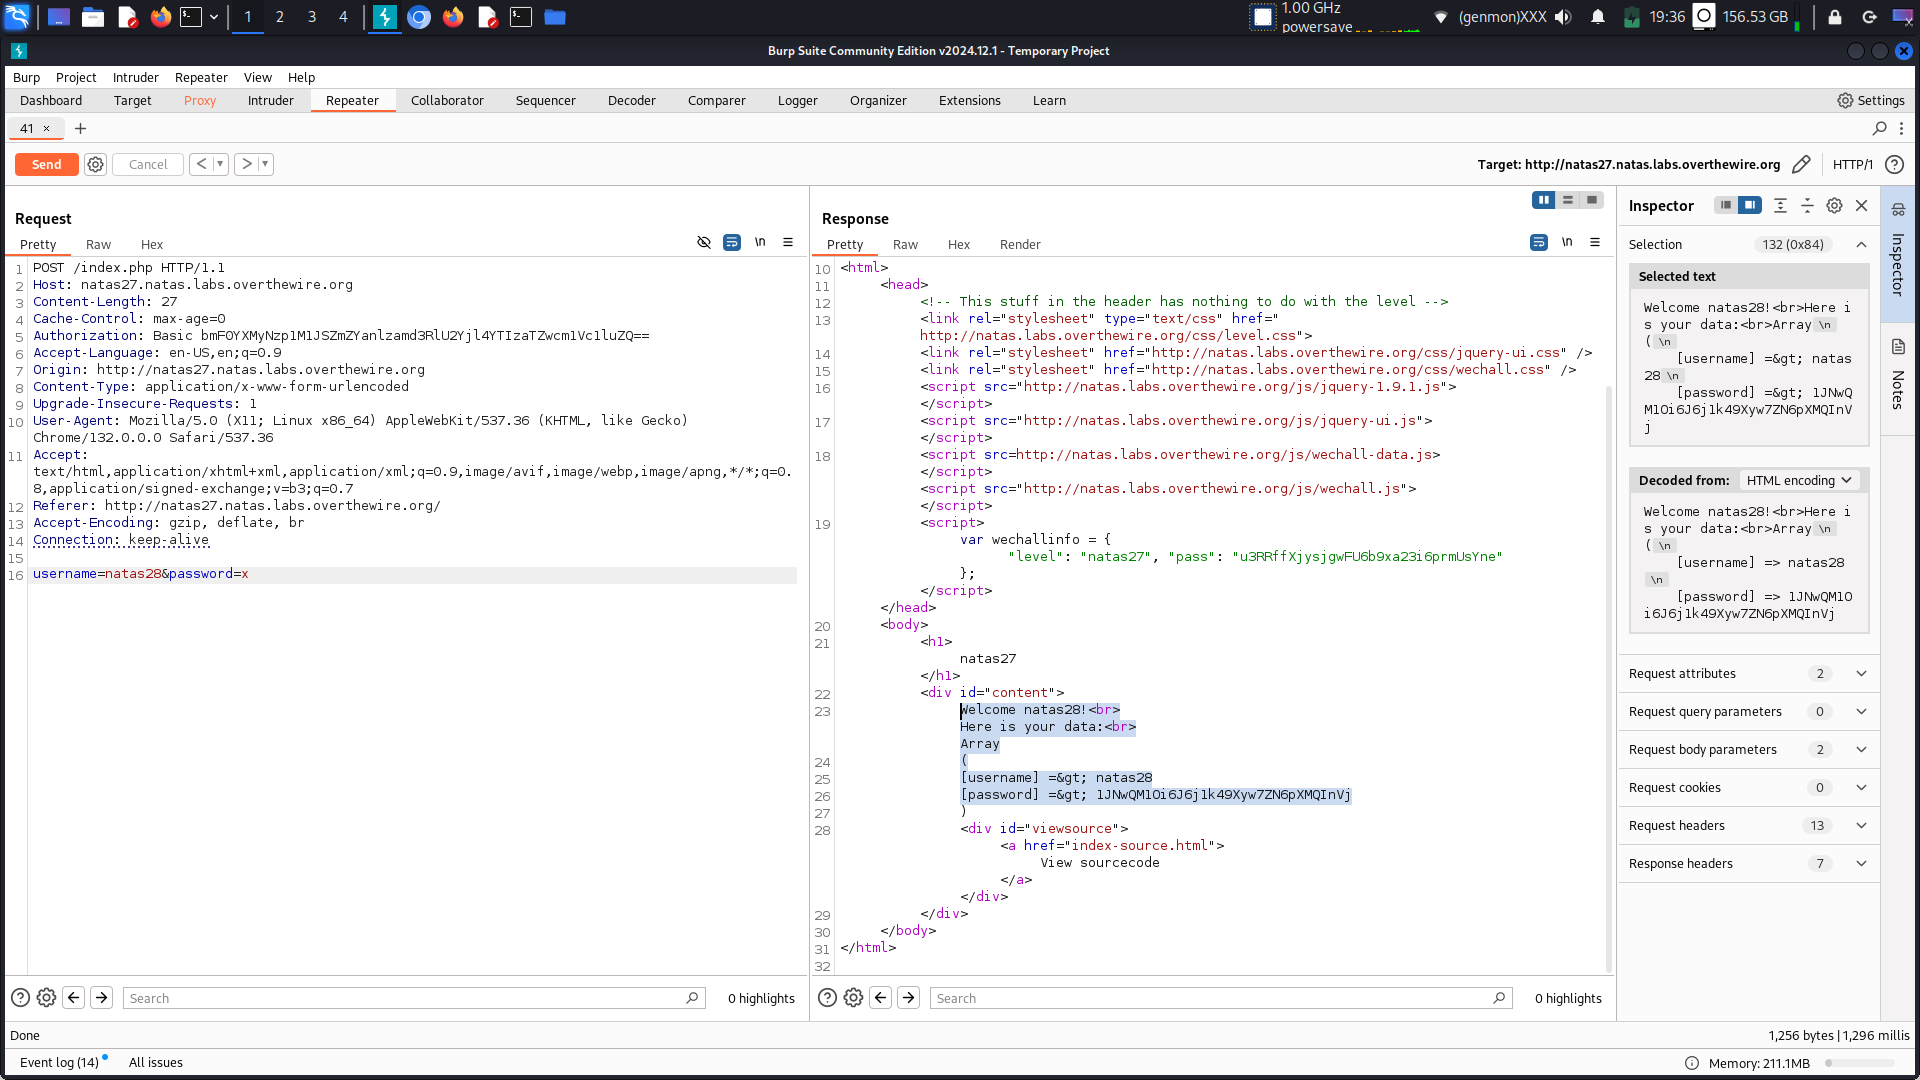 1 2 3 4
1.00 GHz
powersave
(genmon)XXX
19:36
156.53 GB
Burp Suite Community Edition v2024.12.1 - Temporary Project
Burp Project Intruder Repeater View Help
Dashboard Target Proxy Intruder Repeater Collaborator Sequencer Decoder Comparer Logger Organizer Extensions Learn Settings
41 × +
Send Cancel < >
Target: http://natas27.natas.labs.overthewire.org HTTP/1
Request
Pretty Raw Hex \n
1 POST /index.php HTTP/1.1
2 Host: natas27.natas.labs.overthewire.org
3 Content-Length: 27
4 Cache-Control: max-age=0
5 Authorization: Basic bmF0YXMyNzp1M1JSZmZYanlzamd3RlU2Yjl4YTIzaTZwcm1Vc1luZQ==
6 Accept-Language: en-US,en;q=0.9
7 Origin: http://natas27.natas.labs.overthewire.org
8 Content-Type: application/x-www-form-urlencoded
9 Upgrade-Insecure-Requests: 1
10 User-Agent: Mozilla/5.0 (X11; Linux x86_64) AppleWebKit/537.36 (KHTML, like Gecko)
Chrome/132.0.0.0 Safari/537.36
11 Accept:
text/html,application/xhtml+xml,application/xml;q=0.9,image/avif,image/webp,image/apng,*/*;q=0.
8,application/signed-exchange;v=b3;q=0.7
12 Referer: http://natas27.natas.labs.overthewire.org/
13 Accept-Encoding: gzip, deflate, br
14 Connection: keep-alive
15
16 username=natas28&password=x
Search
0 highlights
Response
Pretty Raw Hex Render \n
10 <html>
11 <head>
12 <!-- This stuff in the header has nothing to do with the level -->
13 <link rel="stylesheet" type="text/css" href="
http://natas.labs.overthewire.org/css/level.css">
14 <link rel="stylesheet" href="http://natas.labs.overthewire.org/css/jquery-ui.css" />
15 <link rel="stylesheet" href="http://natas.labs.overthewire.org/css/wechall.css" />
16 <script src="http://natas.labs.overthewire.org/js/jquery-1.9.1.js">
</script>
17 <script src="http://natas.labs.overthewire.org/js/jquery-ui.js">
</script>
18 <script src=http://natas.labs.overthewire.org/js/wechall-data.js>
</script>
<script src="http://natas.labs.overthewire.org/js/wechall.js">
</script>
19 <script>
var wechallinfo = {
"level": "natas27", "pass": "u3RRffXjysjgwFU6b9xa23i6prmUsYne"
};
</script>
</head>
20 <body>
21 <h1>
natas27
</h1>
22 <div id="content">
23 Welcome natas28!<br>
Here is your data:<br>
Array
24 (
25 [username] =&gt; natas28
26 [password] =&gt; 1JNwQM1Oi6J6j1k49Xyw7ZN6pXMQInVj
27 )
28 <div id="viewsource">
<a href="index-source.html">
View sourcecode
</a>
</div>
29 </div>
30 </body>
31 </html>
32
Search
0 highlights
Inspector
Selection 132 (0x84)
Selected text
Welcome natas28!<br>Here i
s your data:<br>Array \n
( \n
[username] =&gt; natas
28 \n
[password] =&gt; 1JNwQ
M1Oi6J6j1k49Xyw7ZN6pXMQInV
j
Decoded from: HTML encoding
Welcome natas28!<br>Here i
s your data:<br>Array \n
( \n
[username] => natas28
\n
[password] => 1JNwQM1O
i6J6j1k49Xyw7ZN6pXMQInVj
Request attributes 2
Request query parameters 0
Request body parameters 2
Request cookies 0
Request headers 13
Response headers 7
Inspector
Notes
Done
1,256 bytes | 1,296 millis
Event log (14) All issues
Memory: 211.1MB